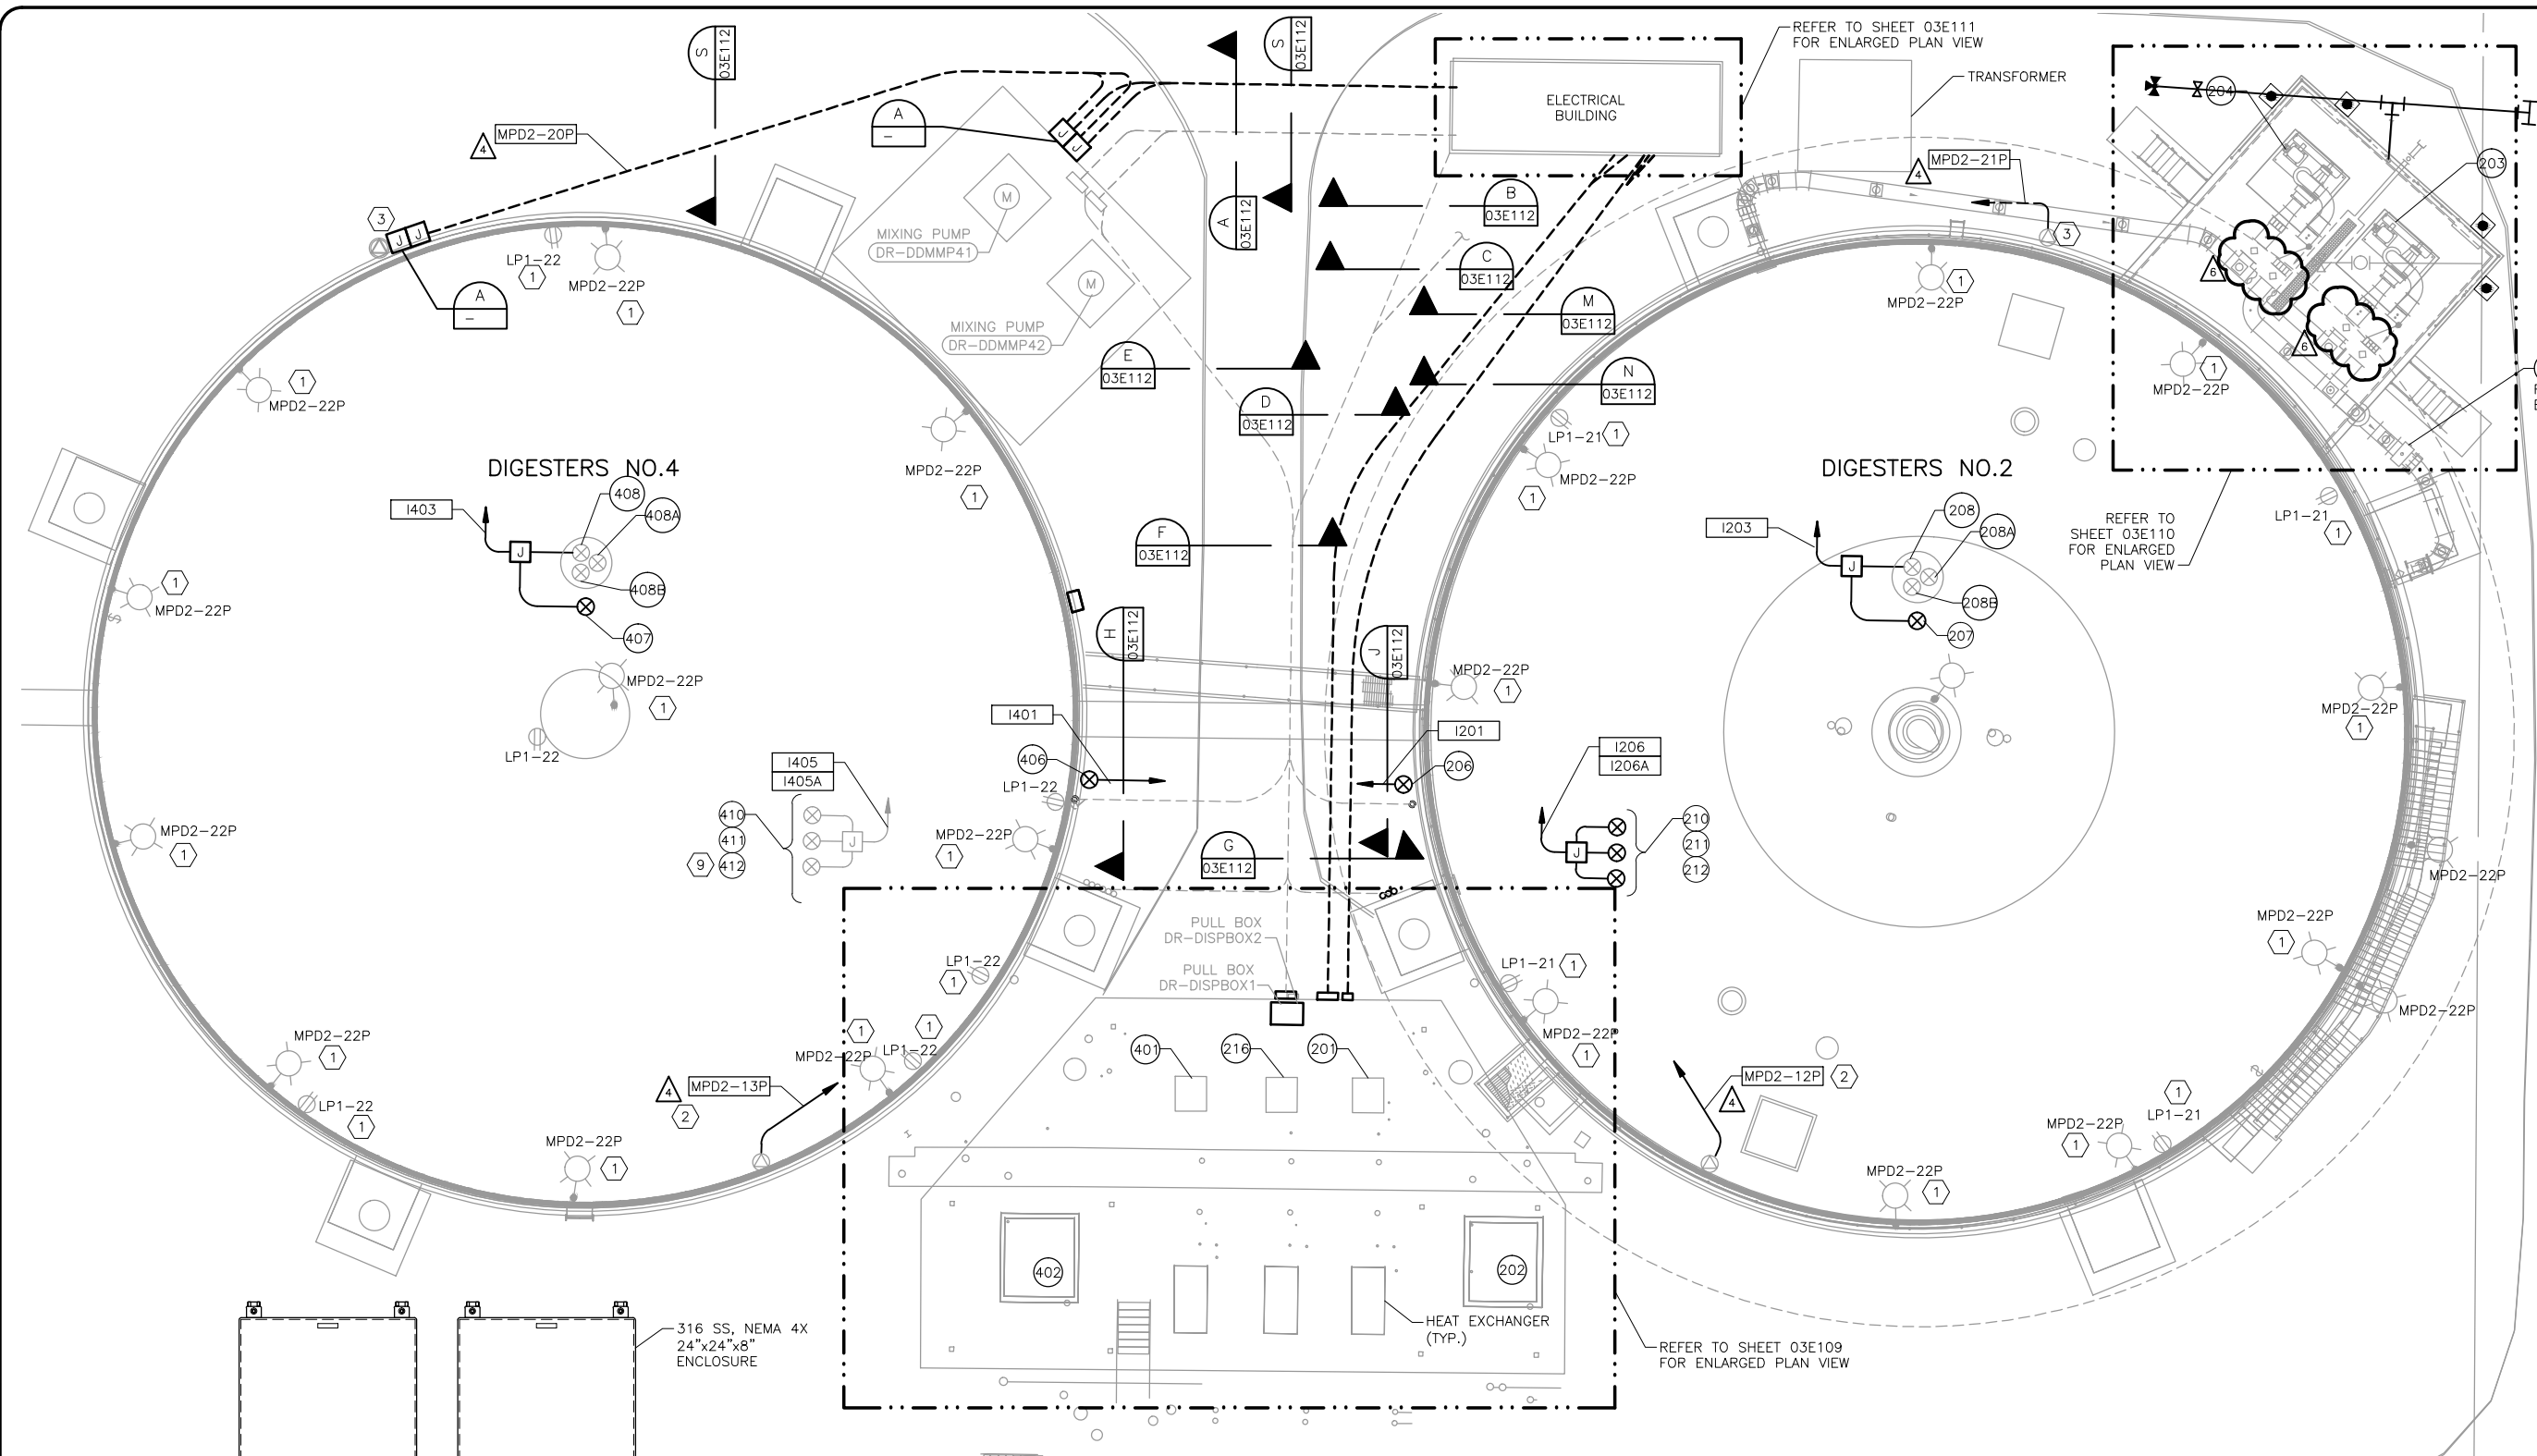 REFER TO SHEET 03E111
FOR ENLARGED PLAN VIEW
TRANSFORMER
ELECTRICAL
BUILDING
S
03E112
S
03E112
A
03E112
A
–
MPD2-20P
4
3
J
J
J
J
A
–
204
203
MPD2-21P
4
3
6
6
B
03E112
C
03E112
M
03E112
N
03E112
E
03E112
D
03E112
F
03E112
H
03E112
J
03E112
G
03E112
M
MIXING PUMP
DR-DDMMP41
M
MIXING PUMP
DR-DDMMP42
LP1-22
1
MPD2-22P
1
1
MPD2-22P
MPD2-22P
1
DIGESTERS NO.4
I403
J
408
408A
408B
407
1
MPD2-22P
MPD2-22P
1
LP1-22
MPD2-22P
1
I405
I405A
410
411
9
412
J
I401
406
LP1-22
MPD2-22P
1
LP1-22
1
1
MPD2-22P
1
LP1-22
MPD2-22P
1
LP1-22
1
MPD2-22P
1
MPD2-13P
4
2
DIGESTERS NO.2
I203
J
208
208A
208B
207
MPD2-22P
1
MPD2-22P
1
LP1-21
1
MPD2-22P
1
LP1-21
1
REFER TO
SHEET 03E110
FOR ENLARGED
PLAN VIEW
MPD2-22P
1
I201
206
I206
I206A
J
210
211
212
MPD2-22P
1
MPD2-22P
MPD2-22P
1
MPD2-22P
LP1-21
1
MPD2-22P
1
MPD2-12P
2
4
1
LP1-21
MPD2-22P
1
MPD2-22P
1
PULL BOX
DR-DISPBOX2
PULL BOX
DR-DISPBOX1
401
216
201
402
202
HEAT EXCHANGER
(TYP.)
REFER TO SHEET 03E109
FOR ENLARGED PLAN VIEW
316 SS, NEMA 4X
24"x24"x8"
ENCLOSURE